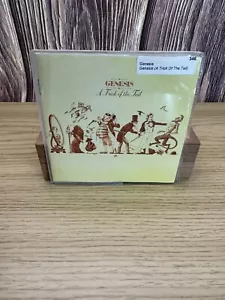 346
Genesis
Genesis (A Trick Of The Tail)
GENESIS
A Trick of the Tail